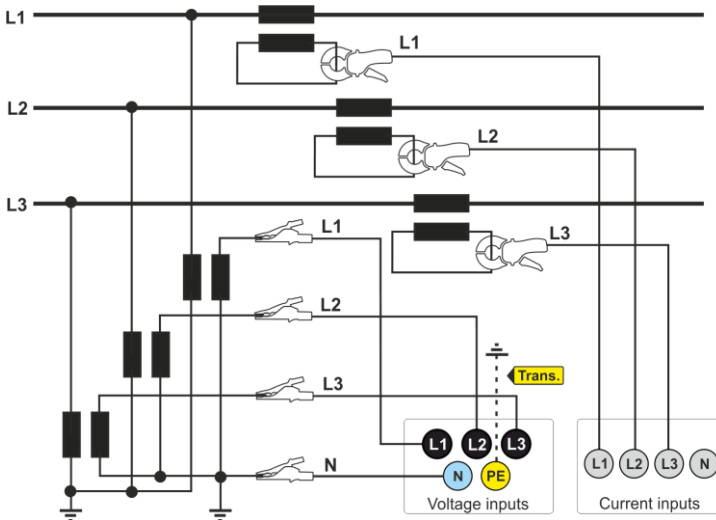 L1
L1
L2
L2
L3
L3
L1
L2
L3
N
Trans.
L1 L2 L3
N PE
Voltage inputs
L1 L2 L3 N
Current inputs